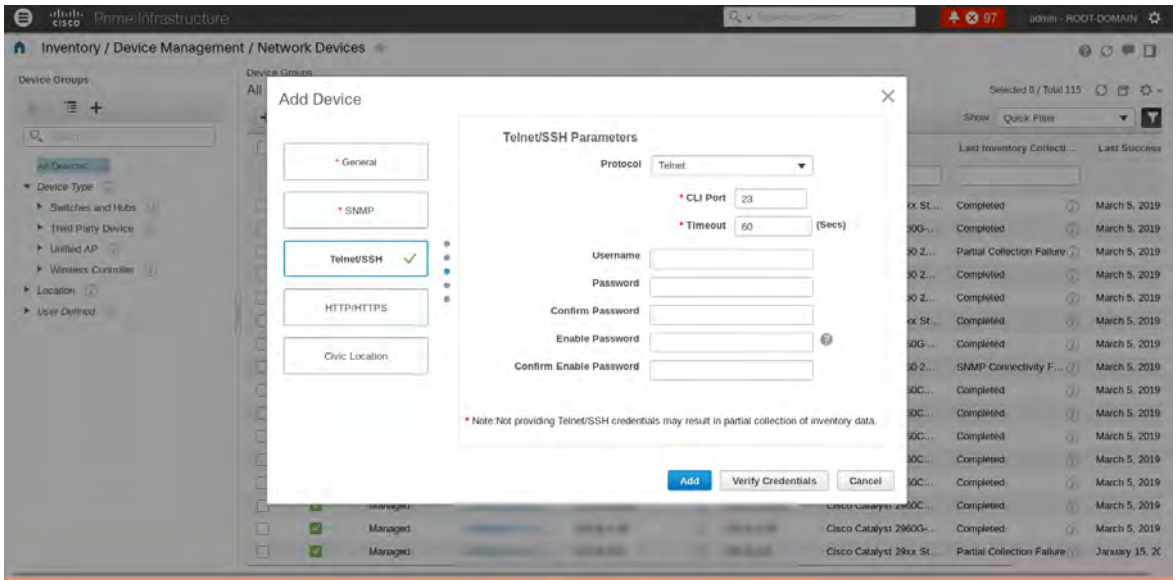 cisco Prime Infrastructure
97
admin - ROOT-DOMAIN
Inventory / Device Management / Network Devices
Device Groups
Device Groups
All
Selected 0 / Total 115
Show Quick Filter
All Devices
Device Type
Switches and Hubs
Third Party Device
Unified AP
Wireless Controller
Location
User Defined
Add Device
* General
* SNMP
Telnet/SSH
HTTP/HTTPS
Civic Location
Telnet/SSH Parameters
Protocol Telnet
* CLI Port 23
* Timeout 60 (Secs)
Username
Password
Confirm Password
Enable Password
Confirm Enable Password
* Note:Not providing Telnet/SSH credentials may result in partial collection of inventory data.
Add Verify Credentials Cancel
Last Inventory Collecti... Last Success
Completed March 5, 2019
Completed March 5, 2019
Partial Collection Failure March 5, 2019
Completed March 5, 2019
Completed March 5, 2019
Completed March 5, 2019
Completed March 5, 2019
SNMP Connectivity F... March 5, 2019
Completed March 5, 2019
Completed March 5, 2019
Completed March 5, 2019
Completed March 5, 2019
Completed March 5, 2019
Managed Cisco Catalyst 2960C... Completed March 5, 2019
Managed Cisco Catalyst 2960G-... Completed March 5, 2019
Managed Cisco Catalyst 29xx St... Partial Collection Failure January 15, 20